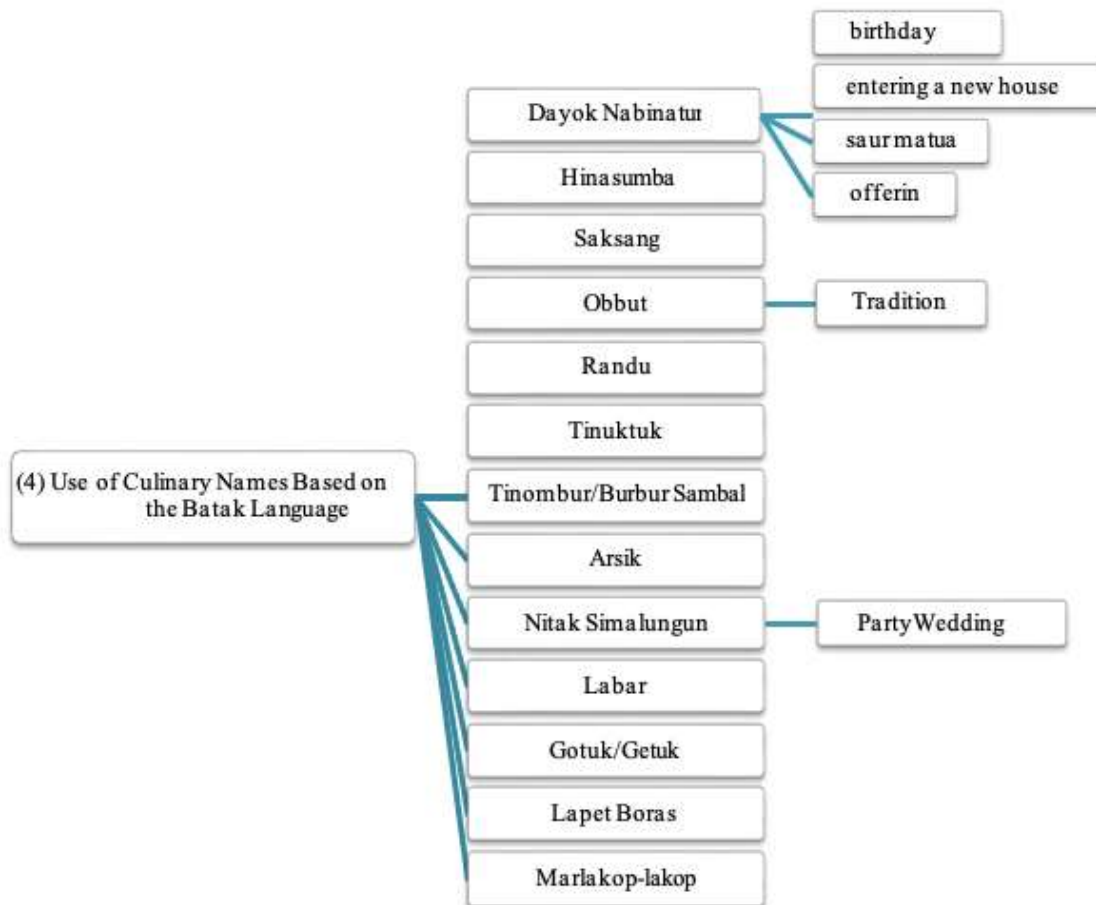 (4) Use of Culinary Names Based on
the Batak Language
Dayok Nabinatur
birthday
entering a new house
saur matua
offerin
Hinasumba
Saksang
Obbut
Tradition
Randu
Tinuktuk
Tinombur/Burbur Sambal
Arsik
Nitak Simalungun
Party Wedding
Labar
Gotuk/Getuk
Lapet Boras
Marlakop-lakop